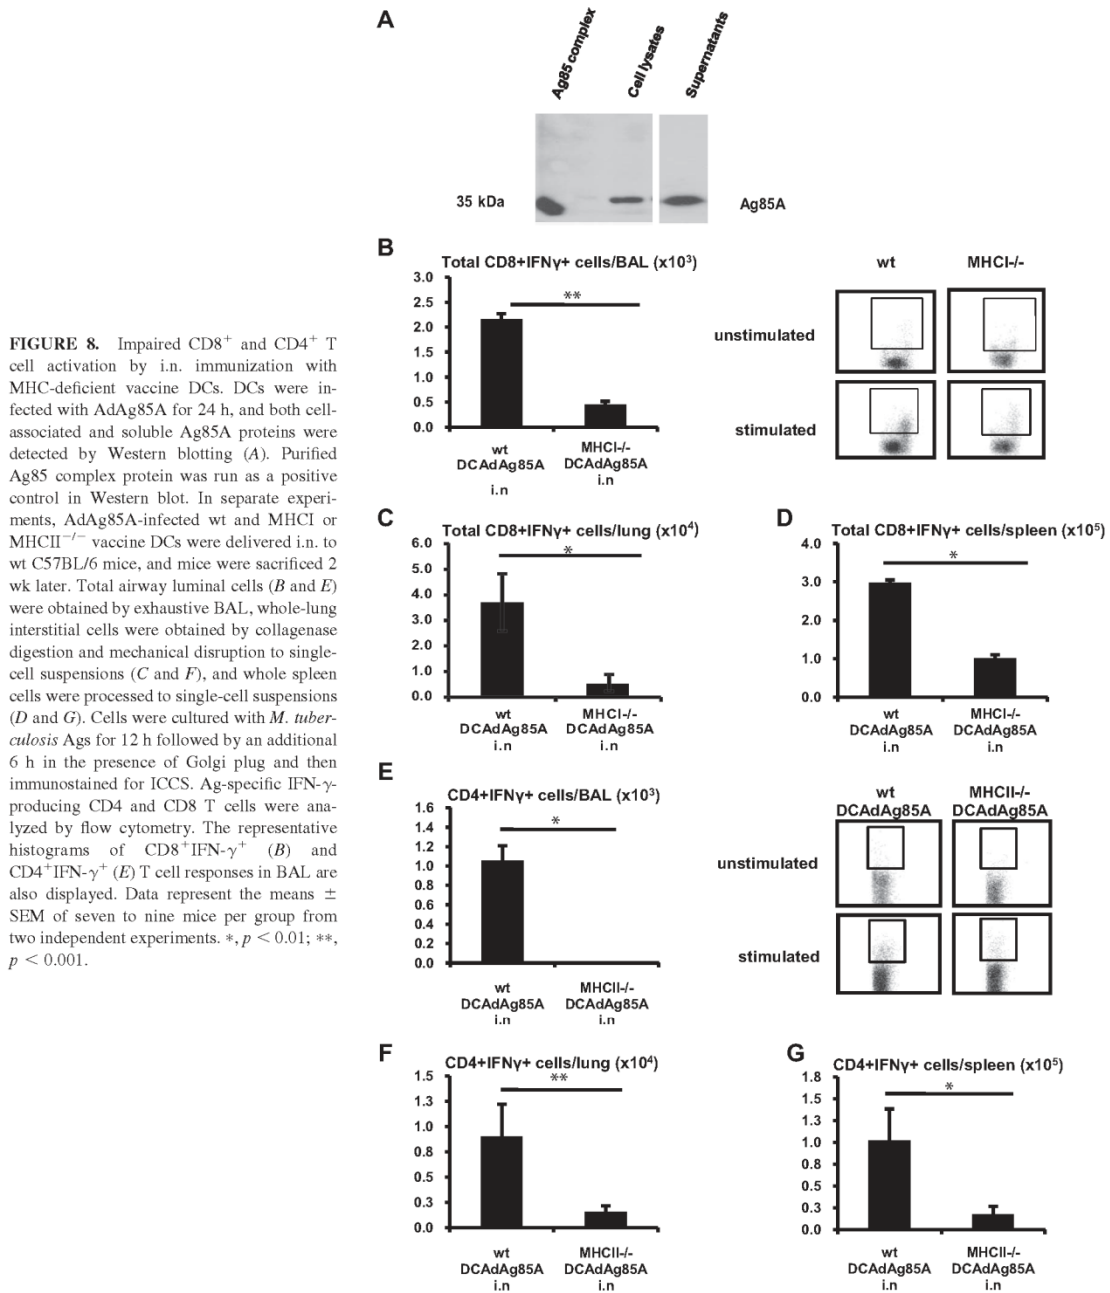 FIGURE 8. Impaired CD8+ and CD4+ T
cell activation by i.n. immunization with
MHC-deficient vaccine DCs. DCs were in-
fected with AdAg85A for 24 h, and both cell-
associated and soluble Ag85A proteins were
detected by Western blotting (A). Purified
Ag85 complex protein was run as a positive
control in Western blot. In separate experi-
ments, AdAg85A-infected wt and MHCI or
MHCII−/− vaccine DCs were delivered i.n. to
wt C57BL/6 mice, and mice were sacrificed 2
wk later. Total airway luminal cells (B and E)
were obtained by exhaustive BAL, whole-lung
interstitial cells were obtained by collagenase
digestion and mechanical disruption to single-
cell suspensions (C and F), and whole spleen
cells were processed to single-cell suspensions
(D and G). Cells were cultured with M. tuber-
culosis Ags for 12 h followed by an additional
6 h in the presence of Golgi plug and then
immunostained for ICCS. Ag-specific IFN-γ-
producing CD4 and CD8 T cells were ana-
lyzed by flow cytometry. The representative
histograms of CD8+IFN-γ+ (B) and
CD4+IFN-γ+ (E) T cell responses in BAL are
also displayed. Data represent the means ±
SEM of seven to nine mice per group from
two independent experiments. *, p < 0.01; **,
p < 0.001.
A
Ag85 complex
Cell lysates
Supernatants
35 kDa
Ag85A
B
Total CD8+IFNγ+ cells/BAL (x10³)
3.0
2.5
2.0
1.5
1.0
0.5
0.0
**
wt
DCAdAg85A
i.n
MHCI-/-
DCAdAg85A
i.n
wt
MHCI-/-
unstimulated
stimulated
C
Total CD8+IFNγ+ cells/lung (x10⁴)
6.0
5.0
4.0
3.0
2.0
1.0
0.0
*
wt
DCAdAg85A
i.n
MHCI-/-
DCAdAg85A
i.n
D
Total CD8+IFNγ+ cells/spleen (x10⁵)
4.0
3.0
2.0
1.0
0.0
*
wt
DCAdAg85A
i.n
MHCI-/-
DCAdAg85A
i.n
E
CD4+IFNγ+ cells/BAL (x10³)
1.6
1.4
1.2
1.0
0.8
0.6
0.4
0.2
0.0
*
wt
DCAdAg85A
i.n
MHCII-/-
DCAdAg85A
i.n
wt
DCAdAg85A
MHCII-/-
DCAdAg85A
unstimulated
stimulated
F
CD4+IFNγ+ cells/lung (x10⁴)
1.5
1.3
1.0
0.8
0.5
0.3
0.0
**
wt
DCAdAg85A
i.n
MHCII-/-
DCAdAg85A
i.n
G
CD4+IFNγ+ cells/spleen (x10⁵)
1.8
1.5
1.3
1.0
0.8
0.5
0.3
0.0
*
wt
DCAdAg85A
i.n
MHCII-/-
DCAdAg85A
i.n